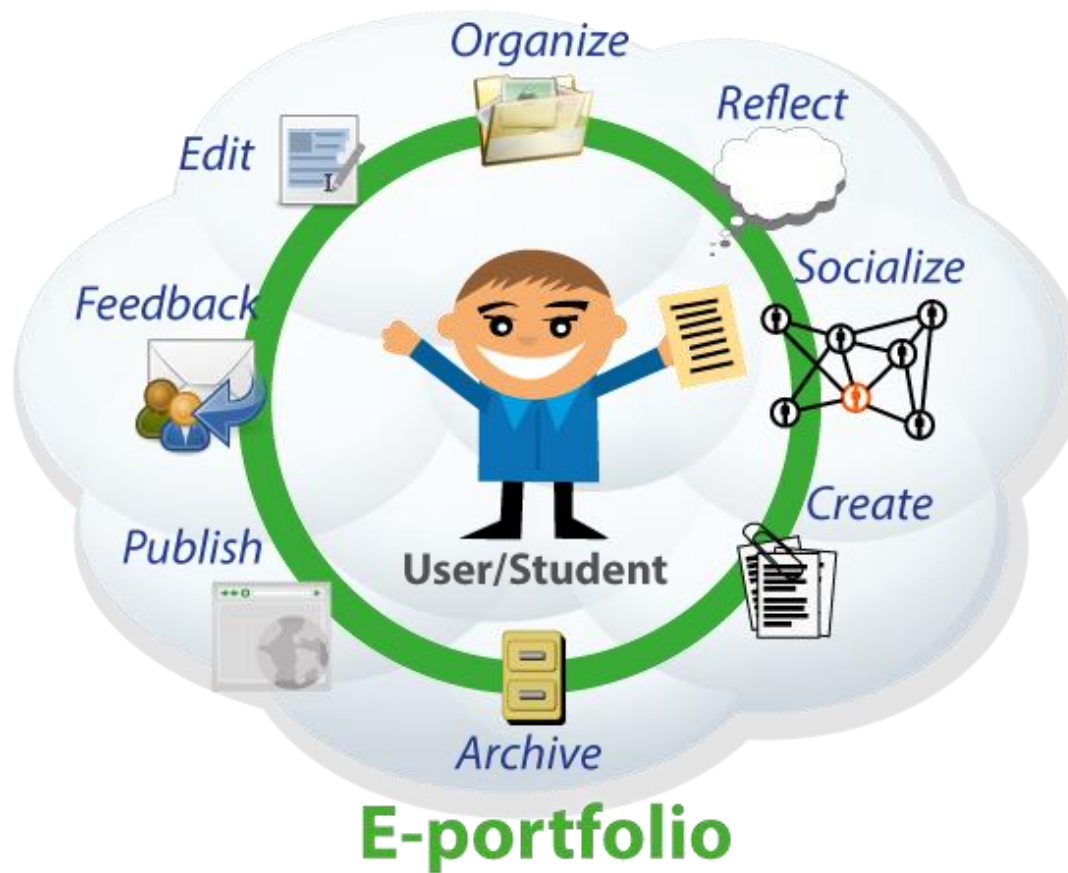 Organize
Reflect
Edit
Socialize
Feedback
Create
Publish
User/Student
Archive
E-portfolio